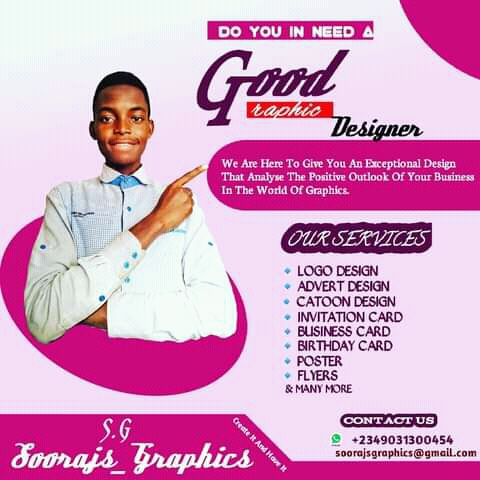 DO YOU IN NEED A
Good
raphic
Designer
We Are Here To Give You An Exceptional Design
That Analyse The Positive Outlook Of Your Business
In The World Of Graphics.
OUR SERVICES
LOGO DESIGN
ADVERT DESIGN
CATOON DESIGN
INVITATION CARD
BUSINESS CARD
BIRTHDAY CARD
POSTER
FLYERS
& MANY MORE
S.G
Soorajs_Graphics
Create It And Have It
CONTACT US
+2349031300454
soorajsgraphics@gmail.com